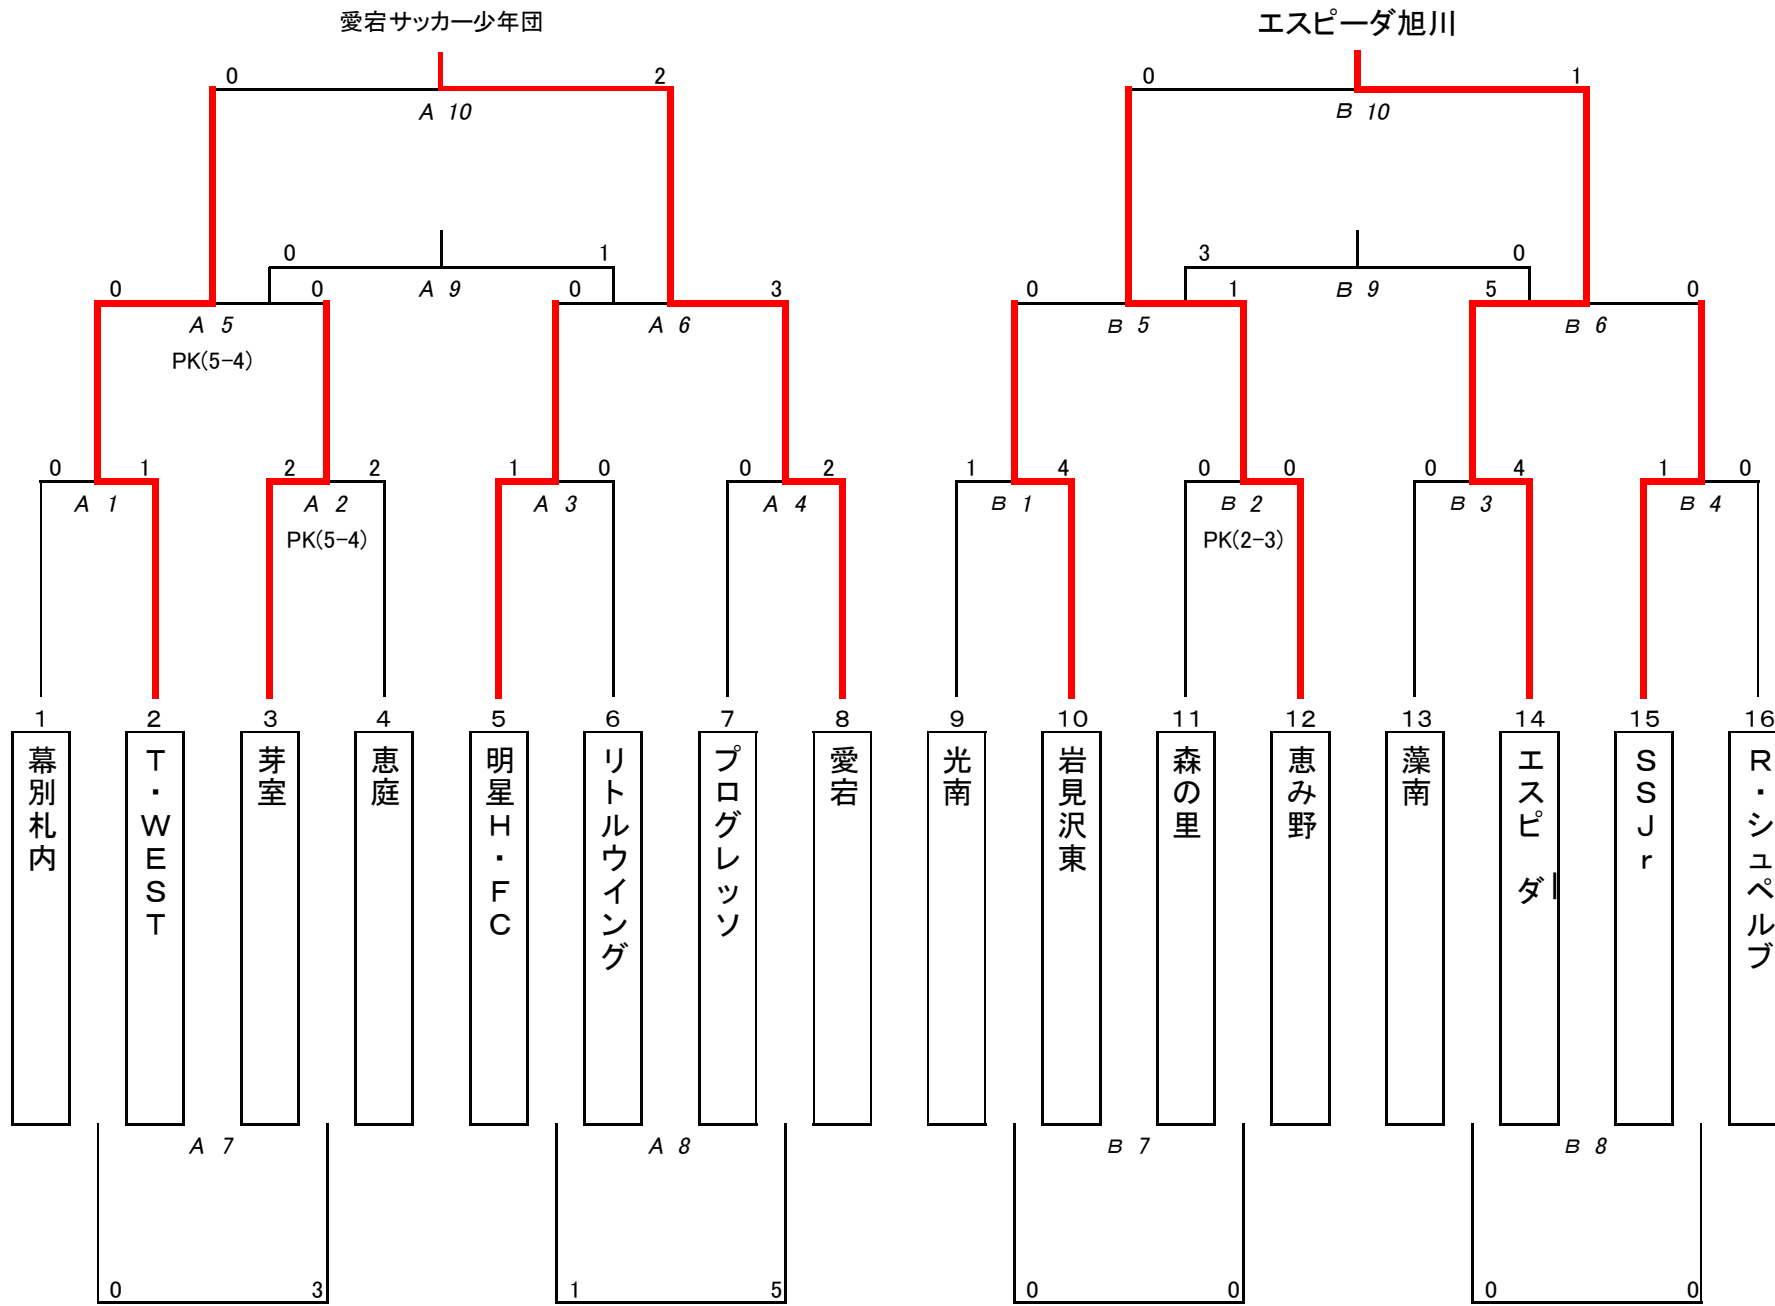 愛宕サッカー少年団
エスピーダ旭川
0 2
0 1
A 10
B 10
0 1
3 0
0 0 0 3
0 1 5 0
A 9
B 9
A 5
A 6
B 5
B 6
PK(5-4)
0 1 2 2 1 0 0 2
1 4 0 0 0 4 1 0
A 1
A 2
A 3
A 4
B 1
B 2
B 3
B 4
PK(5-4)
PK(2-3)
1 2 3 4 5 6 7 8 9 10 11 12 13 14 15 16
幕別札内
T・WEST
芽室
恵庭
明星H・FC
リトルウイング
プログレッソ
愛宕
光南
岩見沢東
森の里
恵み野
藻南
エスピーダ
SSJr
R・シュペルブ
A 7
A 8
B 7
B 8
0 3
1 5
0 0
0 0